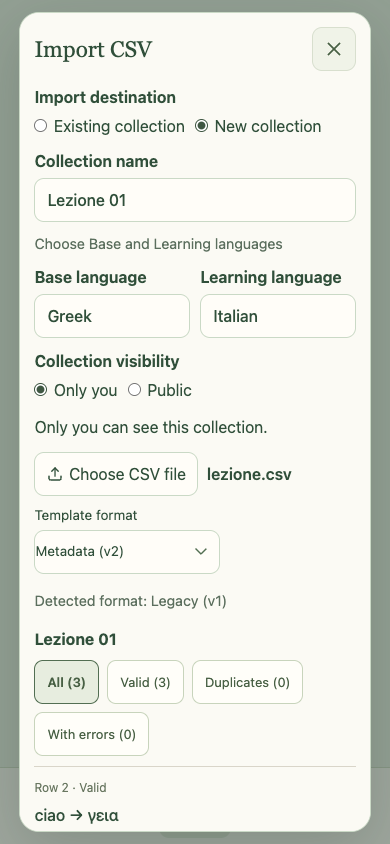 Import CSV
Import destination
Existing collection New collection
Collection name
Lezione 01
Choose Base and Learning languages
Base language Learning language
Greek Italian
Collection visibility
Only you Public
Only you can see this collection.
Choose CSV file lezione.csv
Template format
Metadata (v2)
Detected format: Legacy (v1)
Lezione 01
All (3) Valid (3) Duplicates (0)
With errors (0)
Row 2 · Valid
ciao → γεια